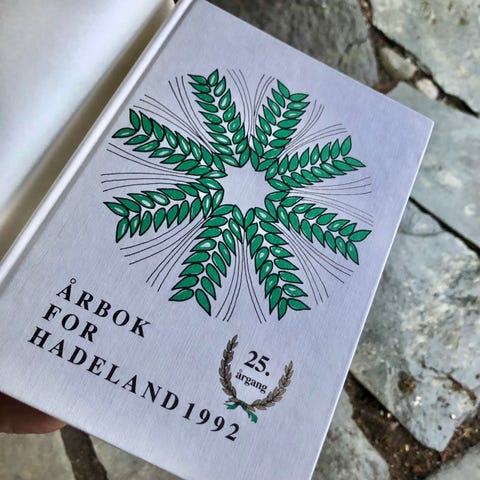 ÅRBOK
FOR
HADELAND 1992
25.
årgang